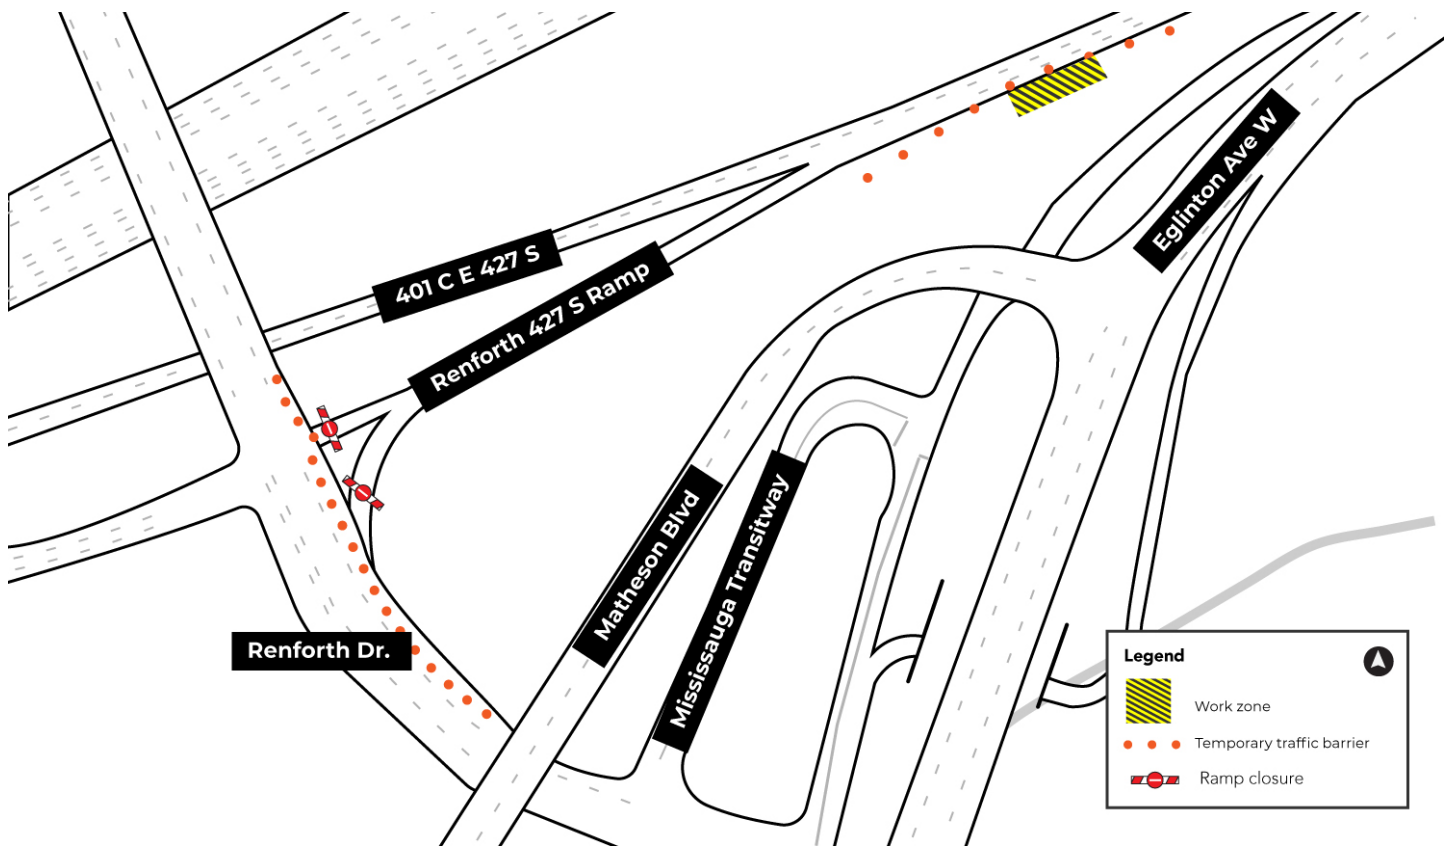 Eglinton Ave W
401 C E 427 S
Renforth 427 S Ramp
Matheson Blvd
Mississauga Transitway
Renforth Dr.
Legend
Work zone
Temporary traffic barrier
Ramp closure